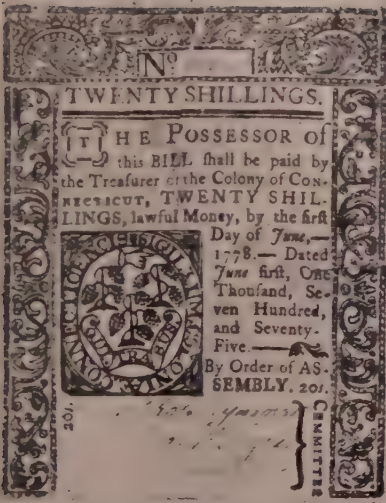 No
TWENTY SHILLINGS.
THE POSSESSOR of
this BILL ſhall be paid by
the Treaſurer of the Colony of CON-
NECTICUT, TWENTY SHIL-
LINGS, lawful Money, by the firſt
Day of June,—
1778.— Dated
June firſt, One
Thouſand, Se-
ven Hundred,
and Seventy-
Five.
By Order of AS-
SEMBLY. 20s.
20s.
COMMITTEE